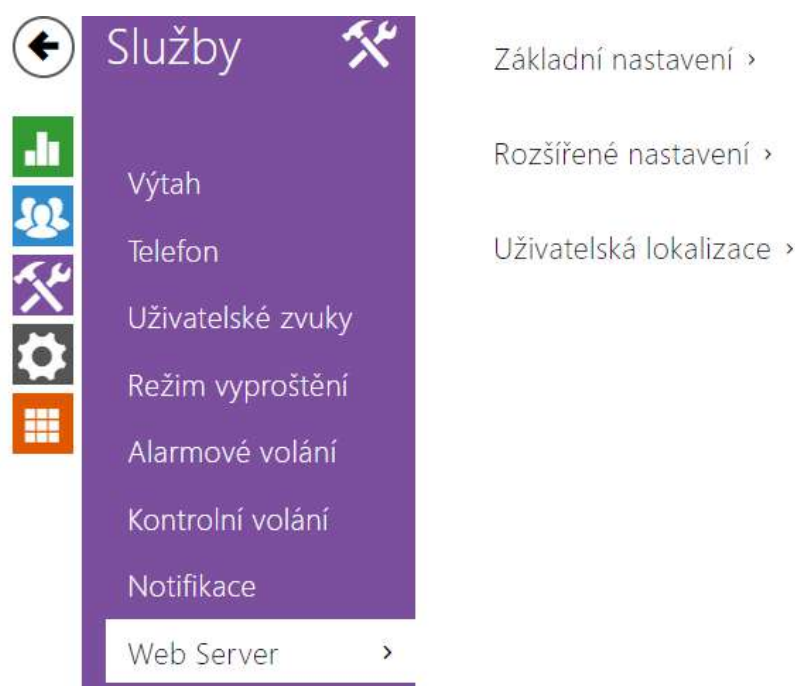 Služby
Výtah
Telefon
Uživatelské zvuky
Režim vyproštění
Alarmové volání
Kontrolní volání
Notifikace
Web Server
Základní nastavení
Rozšířené nastavení
Uživatelská lokalizace